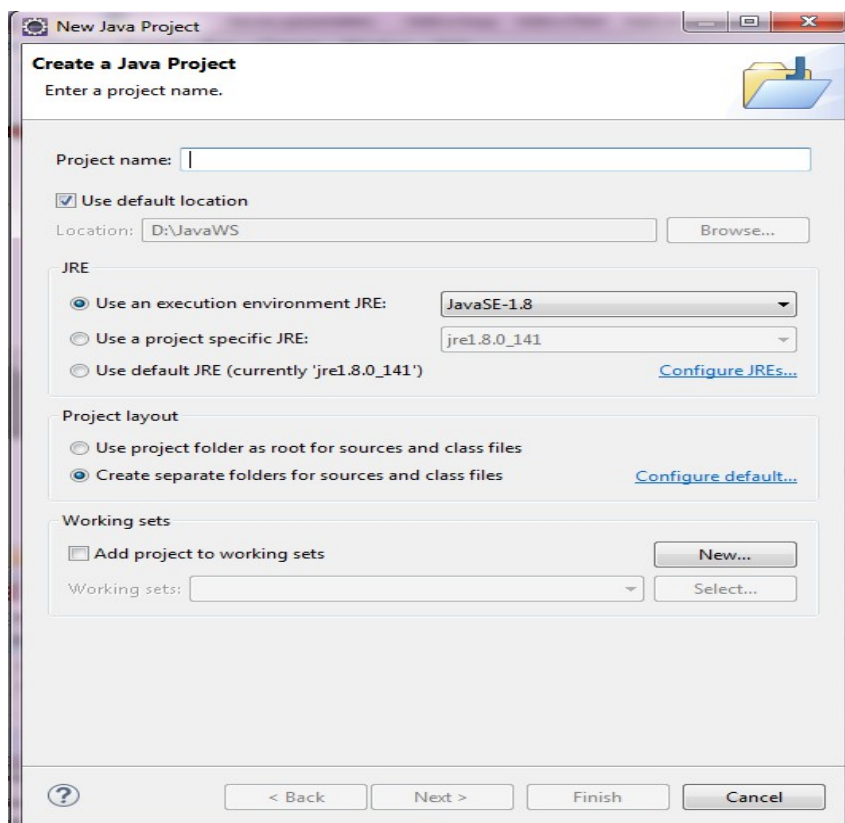 New Java Project
Create a Java Project
Enter a project name.
Project name:
Use default location
Location: D:\JavaWS Browse...
JRE
Use an execution environment JRE: JavaSE-1.8
Use a project specific JRE: jre1.8.0_141
Use default JRE (currently 'jre1.8.0_141') Configure JREs...
Project layout
Use project folder as root for sources and class files
Create separate folders for sources and class files Configure default...
Working sets
Add project to working sets New...
Working sets: Select...
? < Back Next > Finish Cancel